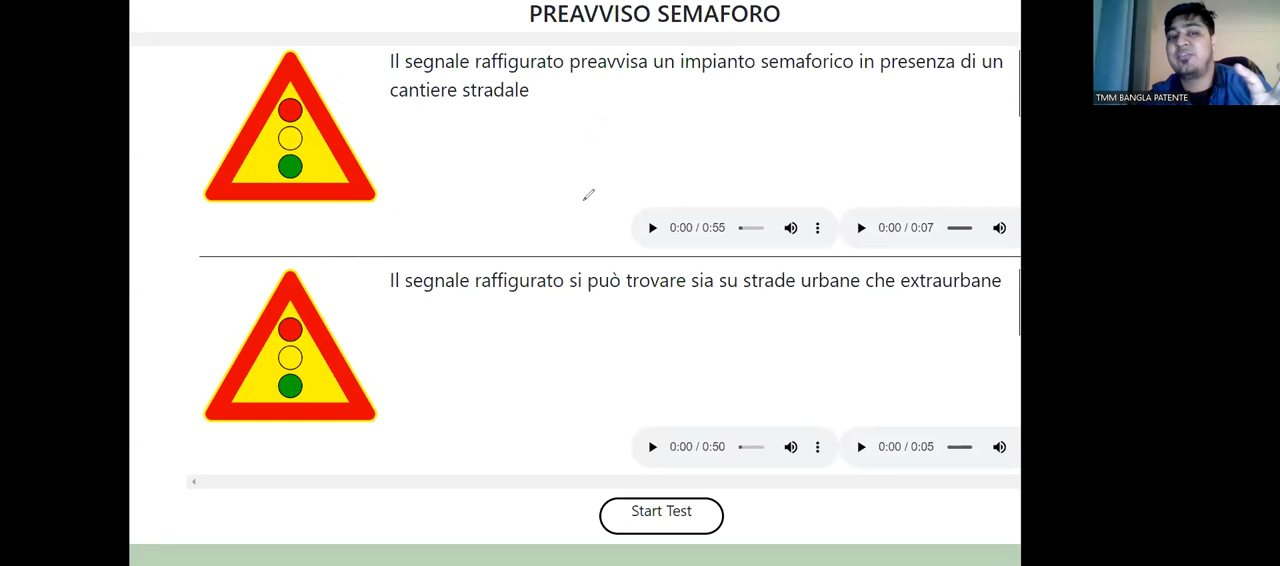 PREAVVISO SEMAFORO
Il segnale raffigurato preavvisa un impianto semaforico in presenza di un
cantiere stradale
0:00 / 0:55
0:00 / 0:07
Il segnale raffigurato si può trovare sia su strade urbane che extraurbane
0:00 / 0:50
0:00 / 0:05
Start Test
TMM BANGLA PATENTE